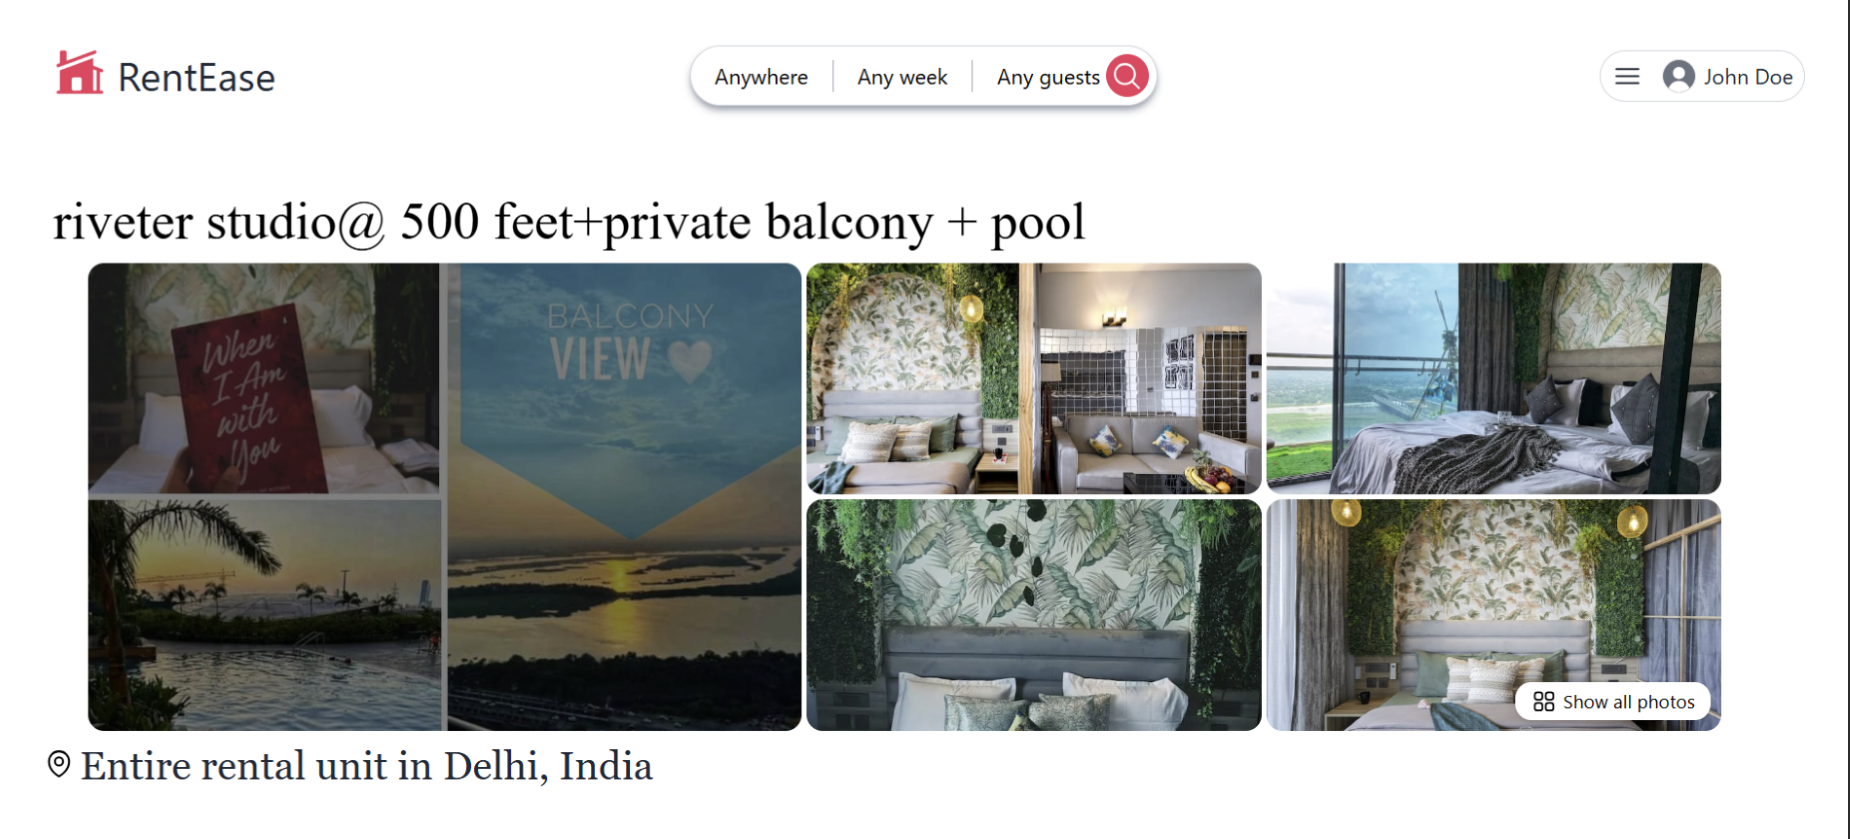 RentEase
Anywhere
Any week
Any guests
John Doe
riveter studio@ 500 feet+private balcony + pool
When
I Am
with
You
BALCONY
VIEW
Show all photos
Entire rental unit in Delhi, India